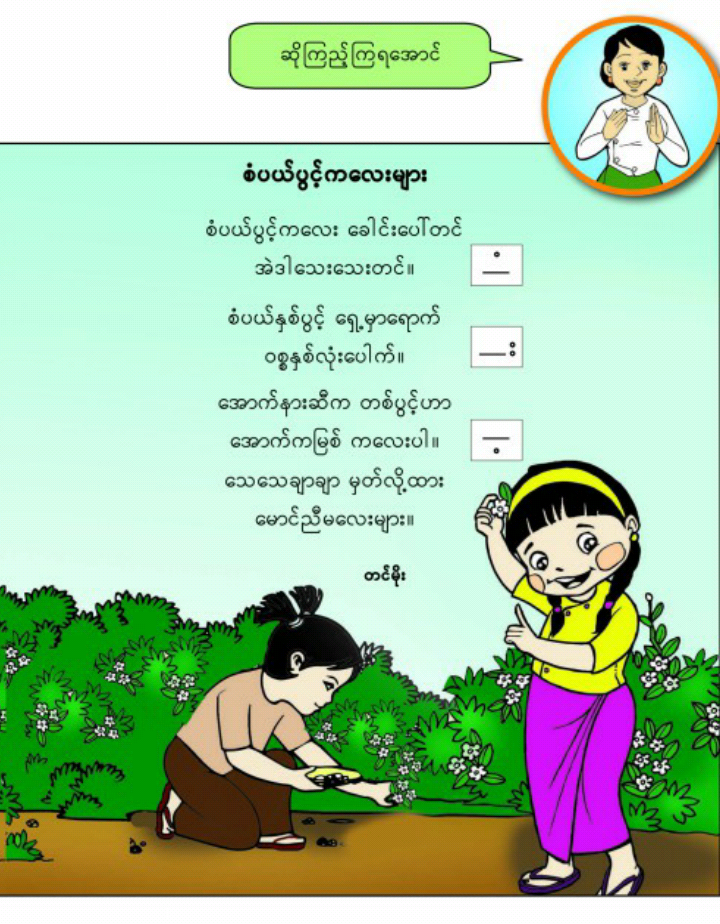 ဆိုကြည့်ကြရအောင်
စံပယ်ပွင့်ကလေးများ
စံပယ်ပွင့်ကလေး ခေါင်းပေါ်တင်
အဲဒါသေးသေးတင်။
စံပယ်နှစ်ပွင့် ရှေ့မှာရောက်
ဝစ္စနှစ်လုံးပေါက်။
အောက်နားဆီက တစ်ပွင့်ဟာ
အောက်ကမြစ် ကလေးပါ။
သေသေချာချာ မှတ်လို့ထား
မောင်ညီမလေးများ။
တင်မိုး